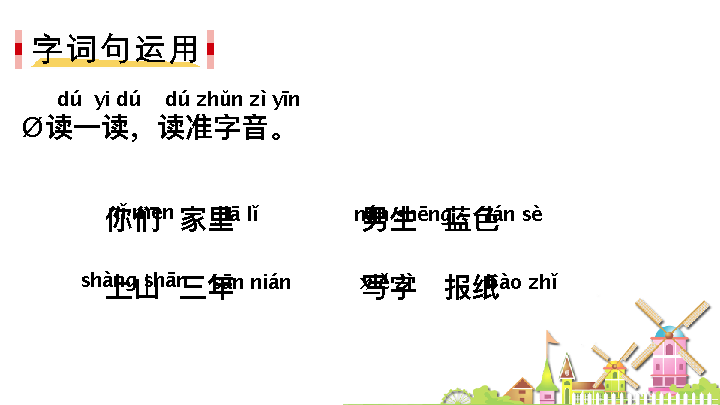 字词句运用
dú yi dú dú zhǔn zì yīn
Ø读一读，读准字音。
nǐ men jiā lǐ nán shēng lán sè
你们 家里 男生 蓝色
shàng shān sān nián xiě zì bào zhǐ
上山 三年 写字 报纸